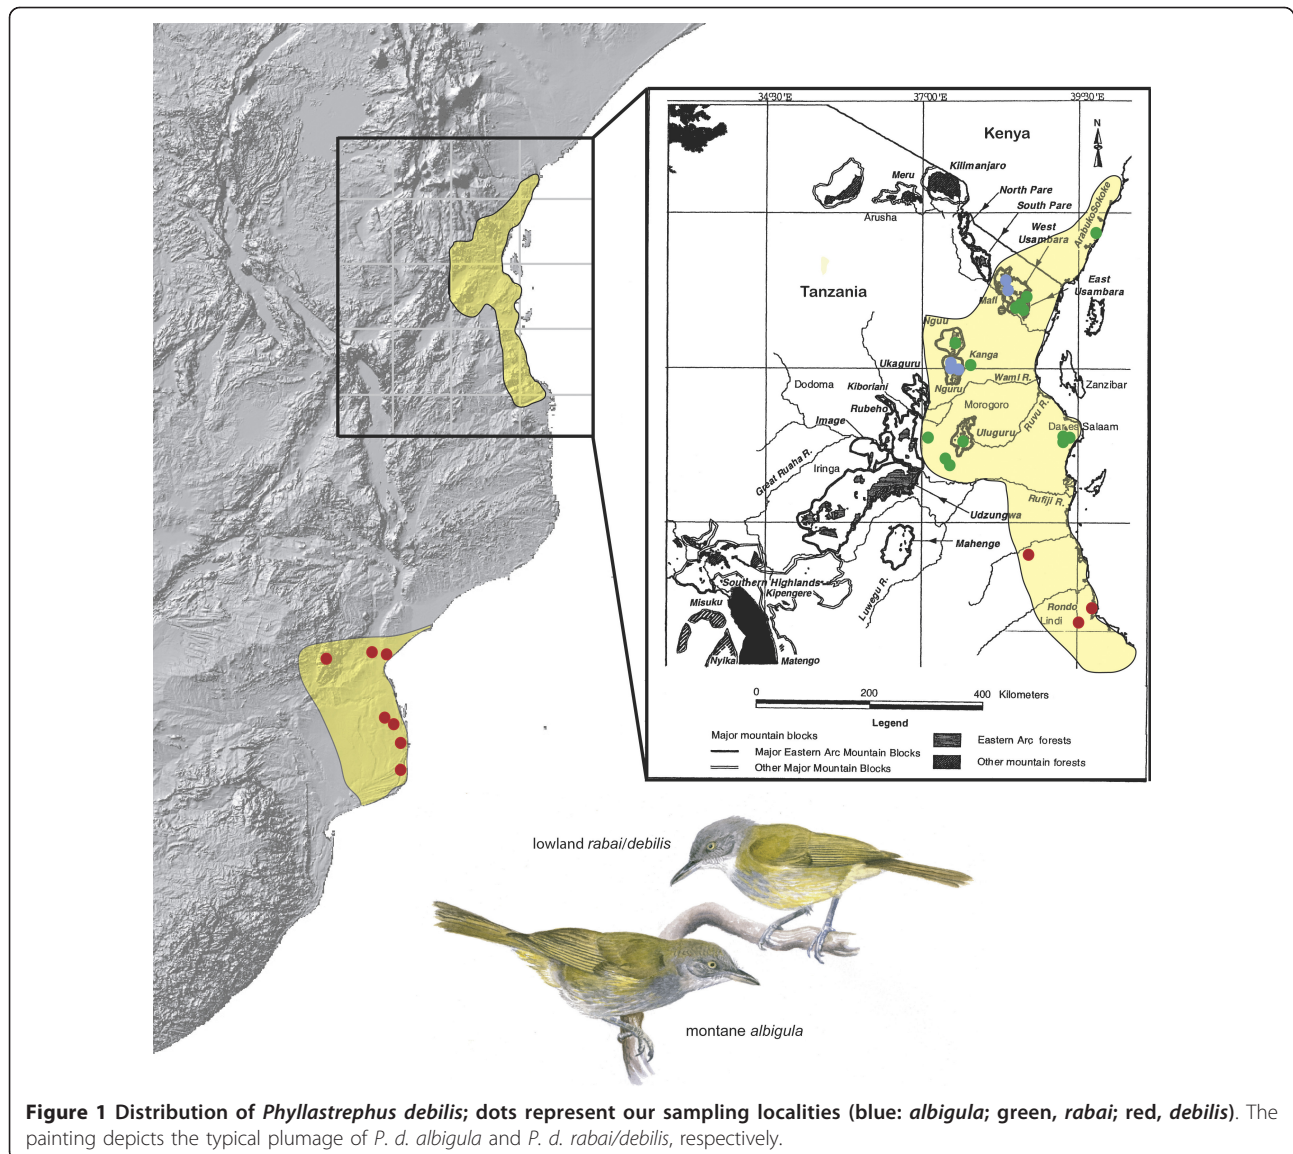 34°30'E
37°00'E
39°30'E
Kenya
N
Kilimanjaro
Meru
North Pare
South Pare
Arusha
West
Usambara
ArabukoSokoke
Tanzania
East
Usambara
Mafi
Nguu
Kanga
Ukaguru
Nguru
Wami R.
Zanzibar
Dodoma
Kiboriani
Rubeho
Morogoro
Ruvu R.
Image
Uluguru
Dar es Salaam
Great Ruaha R.
Iringa
Rufiji R.
Udzungwa
Mahenge
Southern Highlands
Kipengere
Luwegu R.
Misuku
Rondo
Lindi
Nyika
Matengo
0 200 400 Kilometers
Legend
Major mountain blocks
Major Eastern Arc Mountain Blocks
Other Major Mountain Blocks
Eastern Arc forests
Other mountain forests
lowland rabai/debilis
montane albigula
Figure 1 Distribution of Phyllastrephus debilis; dots represent our sampling localities (blue: albigula; green, rabai; red, debilis). The
painting depicts the typical plumage of P. d. albigula and P. d. rabai/debilis, respectively.